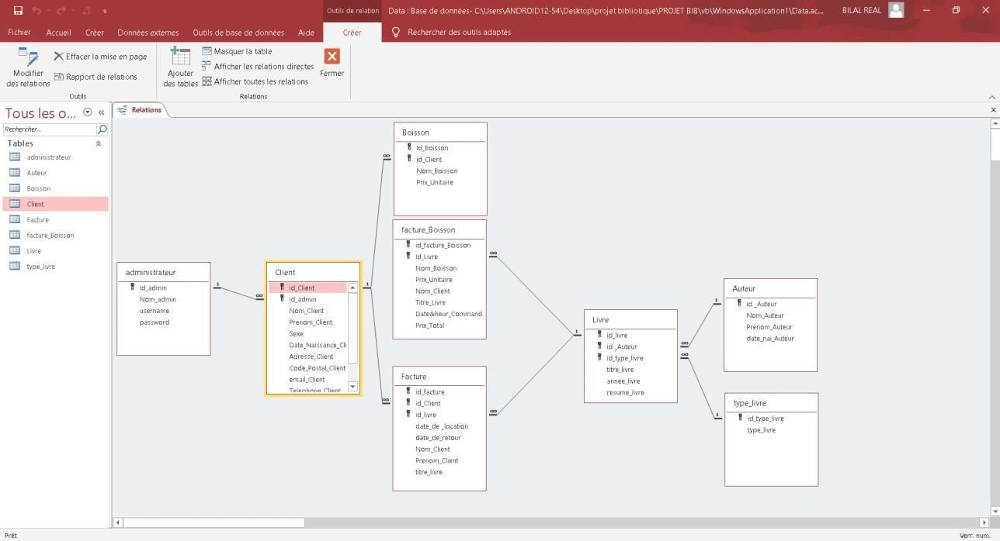 Outils de relation
Data : Base de données- C:\Users\ANDROID12-54\Desktop\projet bibliotique\PROJET BIB\vb\WindowsApplication1\Data.ac...
BILAL REAL
Fichier
Accueil
Créer
Données externes
Outils de base de données
Aide
Créer
Rechercher des outils adaptés
Modifier des relations
Effacer la mise en page
Rapport de relations
Outils
Ajouter des tables
Masquer la table
Afficher les relations directes
Afficher toutes les relations
Relations
Fermer
Tous les o...
Rechercher...
Tables
administrateur
Auteur
Boisson
Client
Facture
facture_Boisson
Livre
type_livre
Relations
administrateur
id_admin
Nom_admin
username
password
1
∞
Client
id_Client
id_admin
Nom_Client
Prenom_Client
Sexe
Date_Naissance_Cli
Adresse_Client
Code_Postal_Client
email_Client
Telephone_Client
1
∞
∞
Boisson
Id_Boisson
id_Client
Nom_Boisson
Prix_Unitaire
facture_Boisson
id_facture_Boisson
Id_Livre
Nom_Boisson
Prix_Unitaire
Nom_Client
Titre_Livre
Date&heur_Command
Prix_Total
Facture
id_facture
id_Client
id_livre
date_de _location
date_de_retour
Nom_Client
Prenom_Client
titre_livre
∞
∞
1
Livre
id_livre
id _Auteur
id_type_livre
titre_livre
annee_livre
resume_livre
∞
∞
1
1
Auteur
id _Auteur
Nom_Auteur
Prenom_Auteur
date_nai_Auteur
type_livre
id_type_livre
type_livre
Prêt
Verr. num.